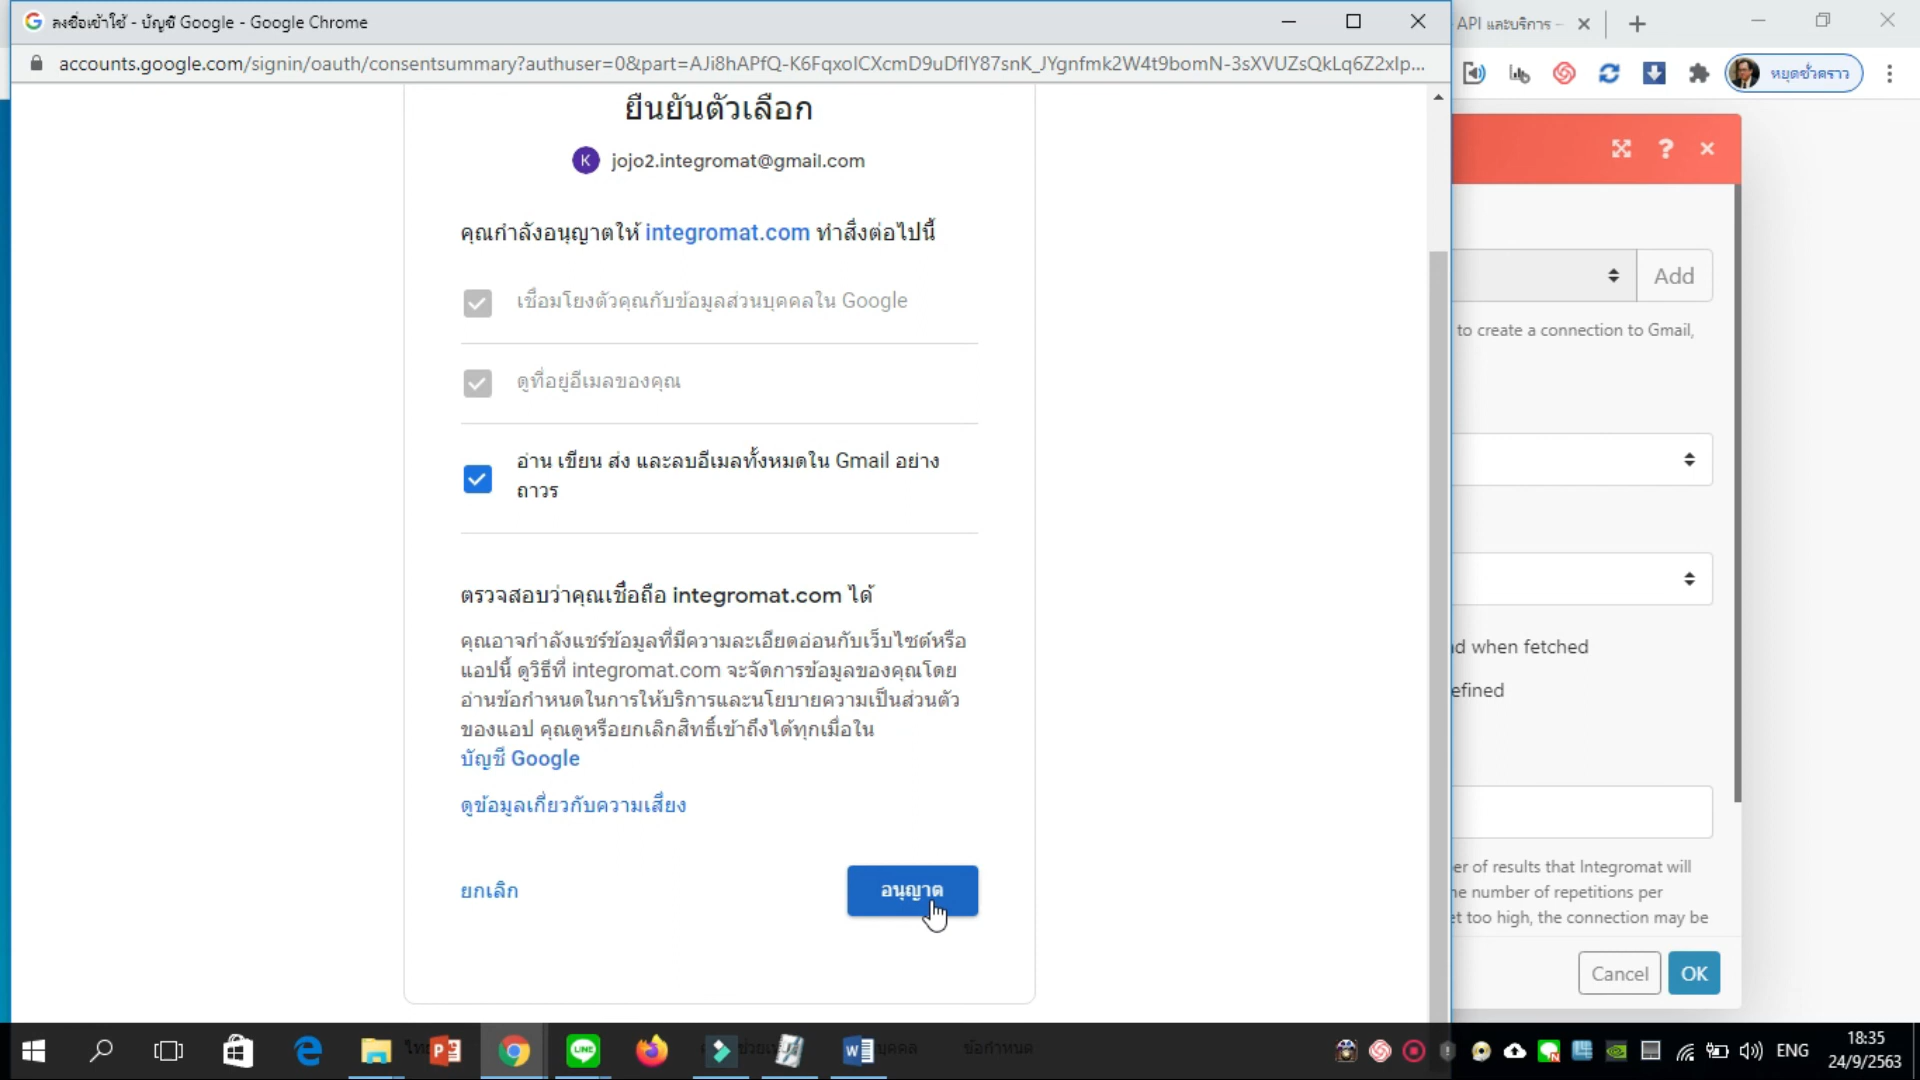 ลงชื่อเข้าใช้ - บัญชี Google - Google Chrome
API และบริการ –
accounts.google.com/signin/oauth/consentsummary?authuser=0&part=AJi8hAPfQ-K6FqxoICXcmD9uDfIY87snK_JYgnfmk2W4t9bomN-3sXVUZsQkLq6Z2xIp...
หยุดชั่วคราว
ยืนยันตัวเลือก
K jojo2.integromat@gmail.com
คุณกำลังอนุญาตให้ integromat.com ทำสิ่งต่อไปนี้
เชื่อมโยงตัวคุณกับข้อมูลส่วนบุคคลใน Google
ดูที่อยู่อีเมลของคุณ
อ่าน เขียน ส่ง และลบอีเมลทั้งหมดใน Gmail อย่าง
ถาวร
ตรวจสอบว่าคุณเชื่อถือ integromat.com ได้
คุณอาจกำลังแชร์ข้อมูลที่มีความละเอียดอ่อนกับเว็บไซต์หรือ
แอปนี้ ดูวิธีที่ integromat.com จะจัดการข้อมูลของคุณโดย
อ่านข้อกำหนดในการให้บริการและนโยบายความเป็นส่วนตัว
ของแอป คุณดูหรือยกเลิกสิทธิ์เข้าถึงได้ทุกเมื่อใน
บัญชี Google
ดูข้อมูลเกี่ยวกับความเสี่ยง
ยกเลิก
อนุญาต
?
Add
to create a connection to Gmail,
d when fetched
efined
er of results that Integromat will
ne number of repetitions per
et too high, the connection may be
Cancel
OK
LINE
ข้อกำหนด
ENG
18:35
24/9/2563